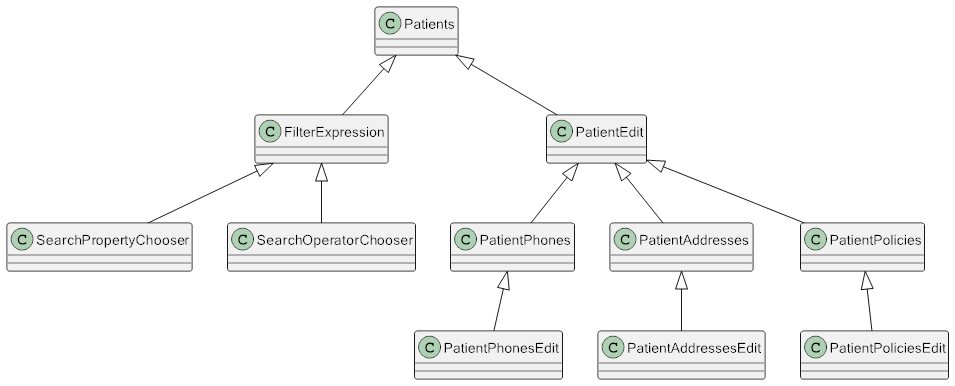 C Patients
C FilterExpression
C PatientEdit
C SearchPropertyChooser
C SearchOperatorChooser
C PatientPhones
C PatientAddresses
C PatientPolicies
C PatientPhonesEdit
C PatientAddressesEdit
C PatientPoliciesEdit